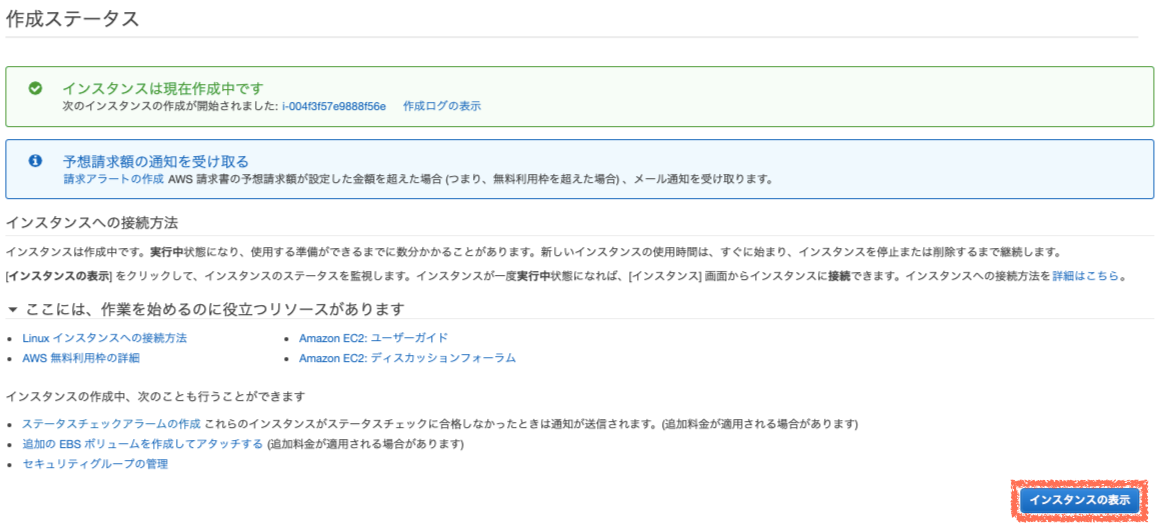 作成ステータス
インスタンスは現在作成中です
次のインスタンスの作成が開始されました: i-004f3f57e9888f56e 作成ログの表示
予想請求額の通知を受け取る
請求アラートの作成 AWS 請求書の予想請求額が設定した金額を超えた場合 (つまり、無料利用枠を超えた場合) 、メール通知を受け取ります。
インスタンスへの接続方法
インスタンスは作成中です。実行中状態になり、使用する準備ができるまでに数分かかることがあります。新しいインスタンスの使用時間は、すぐに始まり、インスタンスを停止または削除するまで継続します。
[インスタンスの表示] をクリックして、インスタンスのステータスを監視します。インスタンスが一度実行中状態になれば、[インスタンス] 画面からインスタンスに接続できます。インスタンスへの接続方法を詳細はこちら。
ここには、作業を始めるのに役立つリソースがあります
Linux インスタンスへの接続方法 Amazon EC2: ユーザーガイド
AWS 無料利用枠の詳細 Amazon EC2: ディスカッションフォーラム
インスタンスの作成中、次のことも行うことができます
ステータスチェックアラームの作成 これらのインスタンスがステータスチェックに合格しなかったときは通知が送信されます。(追加料金が適用される場合があります)
追加の EBS ボリュームを作成してアタッチする (追加料金が適用される場合があります)
セキュリティグループの管理
インスタンスの表示